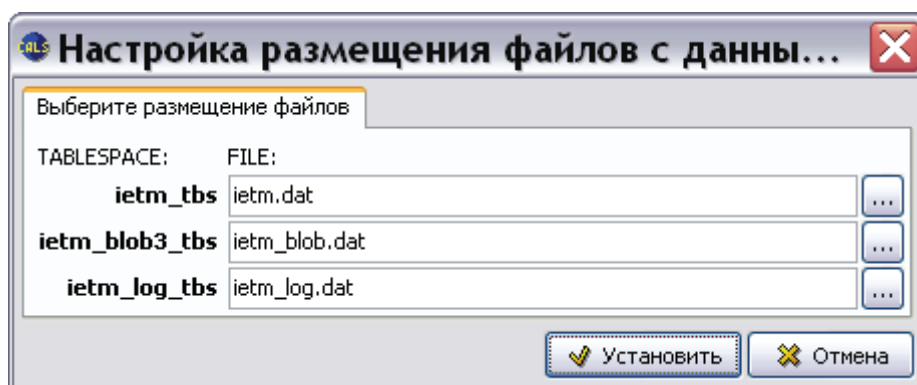 CALS Настройка размещения файлов с данны...
Выберите размещение файлов
TABLESPACE: FILE:
ietm_tbs ietm.dat ...
ietm_blob3_tbs ietm_blob.dat ...
ietm_log_tbs ietm_log.dat ...
Установить Отмена